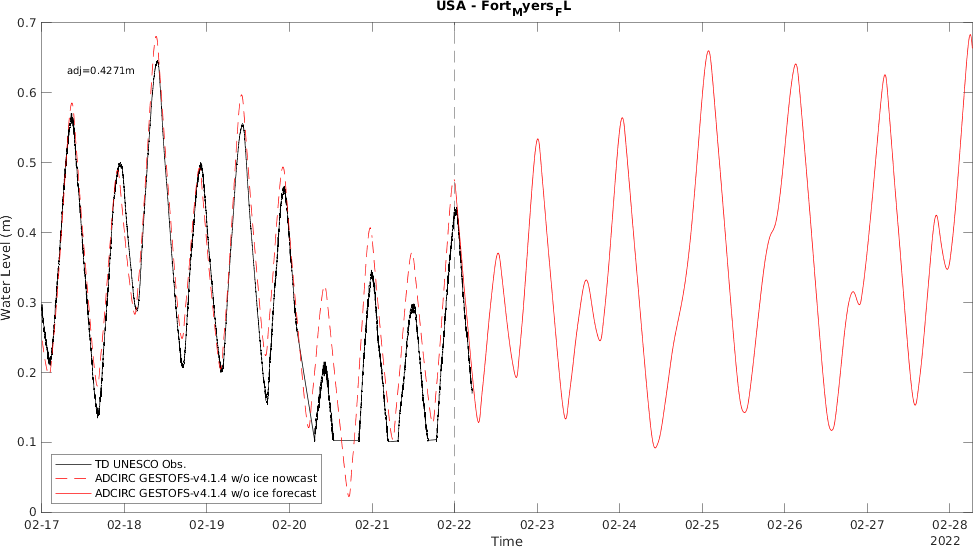 USA - Fort_Myers_FL
adj=0.4271m
0.7
0.6
0.5
0.4
0.3
0.2
0.1
0
Water Level (m)
TD UNESCO Obs.
ADCIRC GESTOFS-v4.1.4 w/o ice nowcast
ADCIRC GESTOFS-v4.1.4 w/o ice forecast
02-17 02-18 02-19 02-20 02-21 02-22 02-23 02-24 02-25 02-26 02-27 02-28
Time
2022